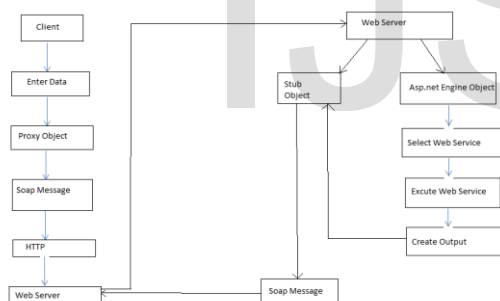 Client
Enter Data
Proxy Object
Soap Message
HTTP
Web Server
Web Server
Stub
Object
Asp.net Engine Object
Select Web Service
Excute Web Service
Create Output
Soap Message